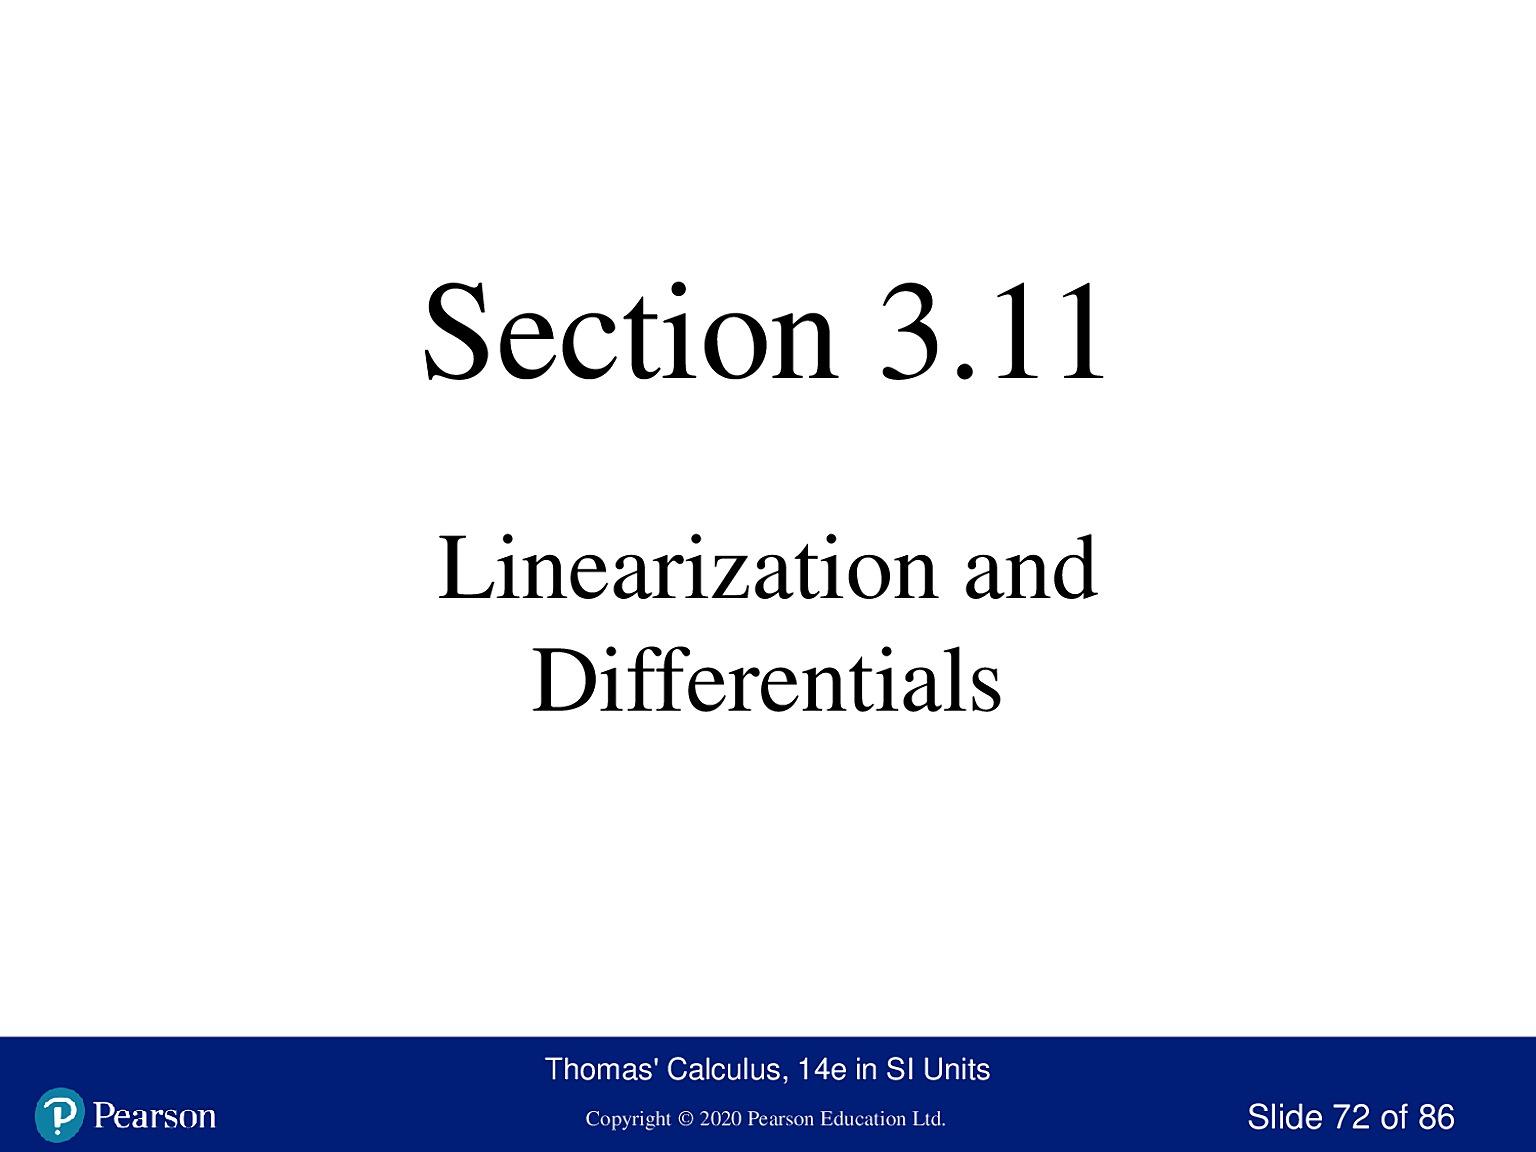 Section 3.11
Linearization and
Differentials
Thomas' Calculus, 14e in SI Units
Pearson
Copyright © 2020 Pearson Education Ltd.
Slide 72 of 86